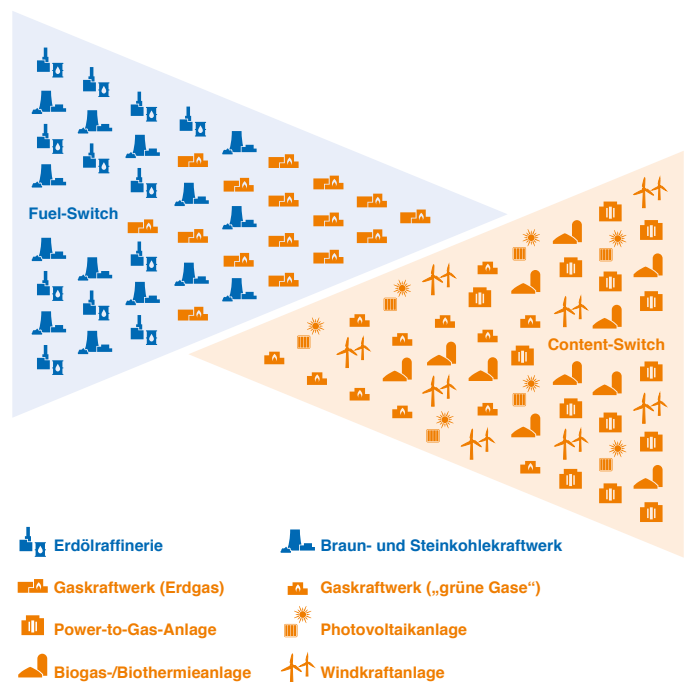 Fuel-Switch
Content-Switch
Erdölraffinerie
Braun- und Steinkohlekraftwerk
Gaskraftwerk (Erdgas)
Gaskraftwerk („grüne Gase“)
Power-to-Gas-Anlage
Photovoltaikanlage
Biogas-/Biothermieanlage
Windkraftanlage